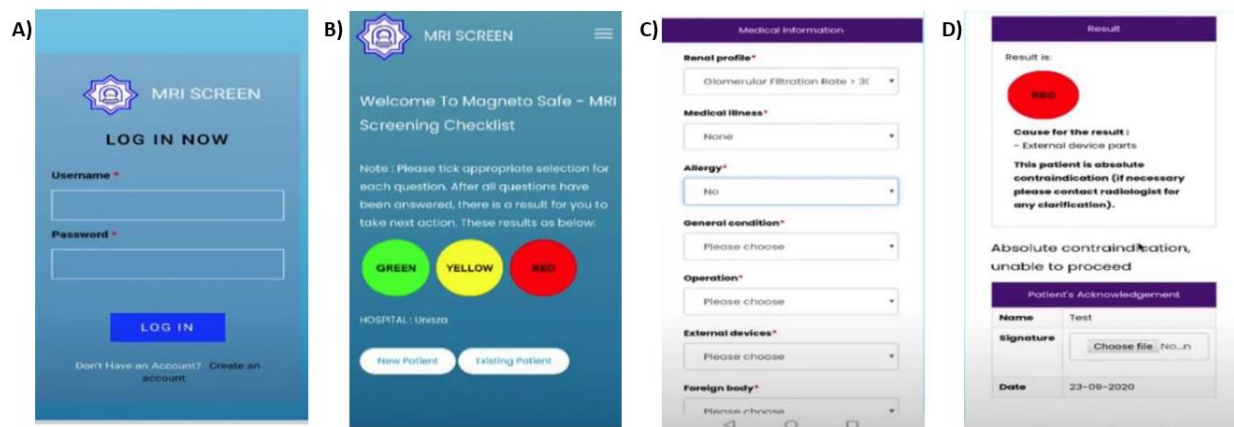 A)
MRI SCREEN
LOG IN NOW
Username *
Password *
LOG IN
Don't Have an Account? Create an
account
B)
MRI SCREEN
Welcome To Magneto Safe - MRI
Screening Checklist
Note : Please tick appropriate selection for
each question. After all questions have
been answered, there is a result for you to
take next action. These results as below:
GREEN YELLOW RED
HOSPITAL : Unisza
New Patient Existing Patient
C)
Medical Information
Renal profile*
Glomerular Filtration Rate > 3(
Medical illness*
None
Allergy*
No
General condition*
Please choose
Operation*
Please choose
External devices*
Please choose
Foreign body*
Please choose
D)
Result
Result is:
RED
Cause for the result :
- External device parts
This patient is absolute
contraindication (if necessary
please contact radiologist for
any clarification).
Absolute contraindication,
unable to proceed
Patient's Acknowledgement
Name Test
Signature Choose file No...n
Date 23-09-2020